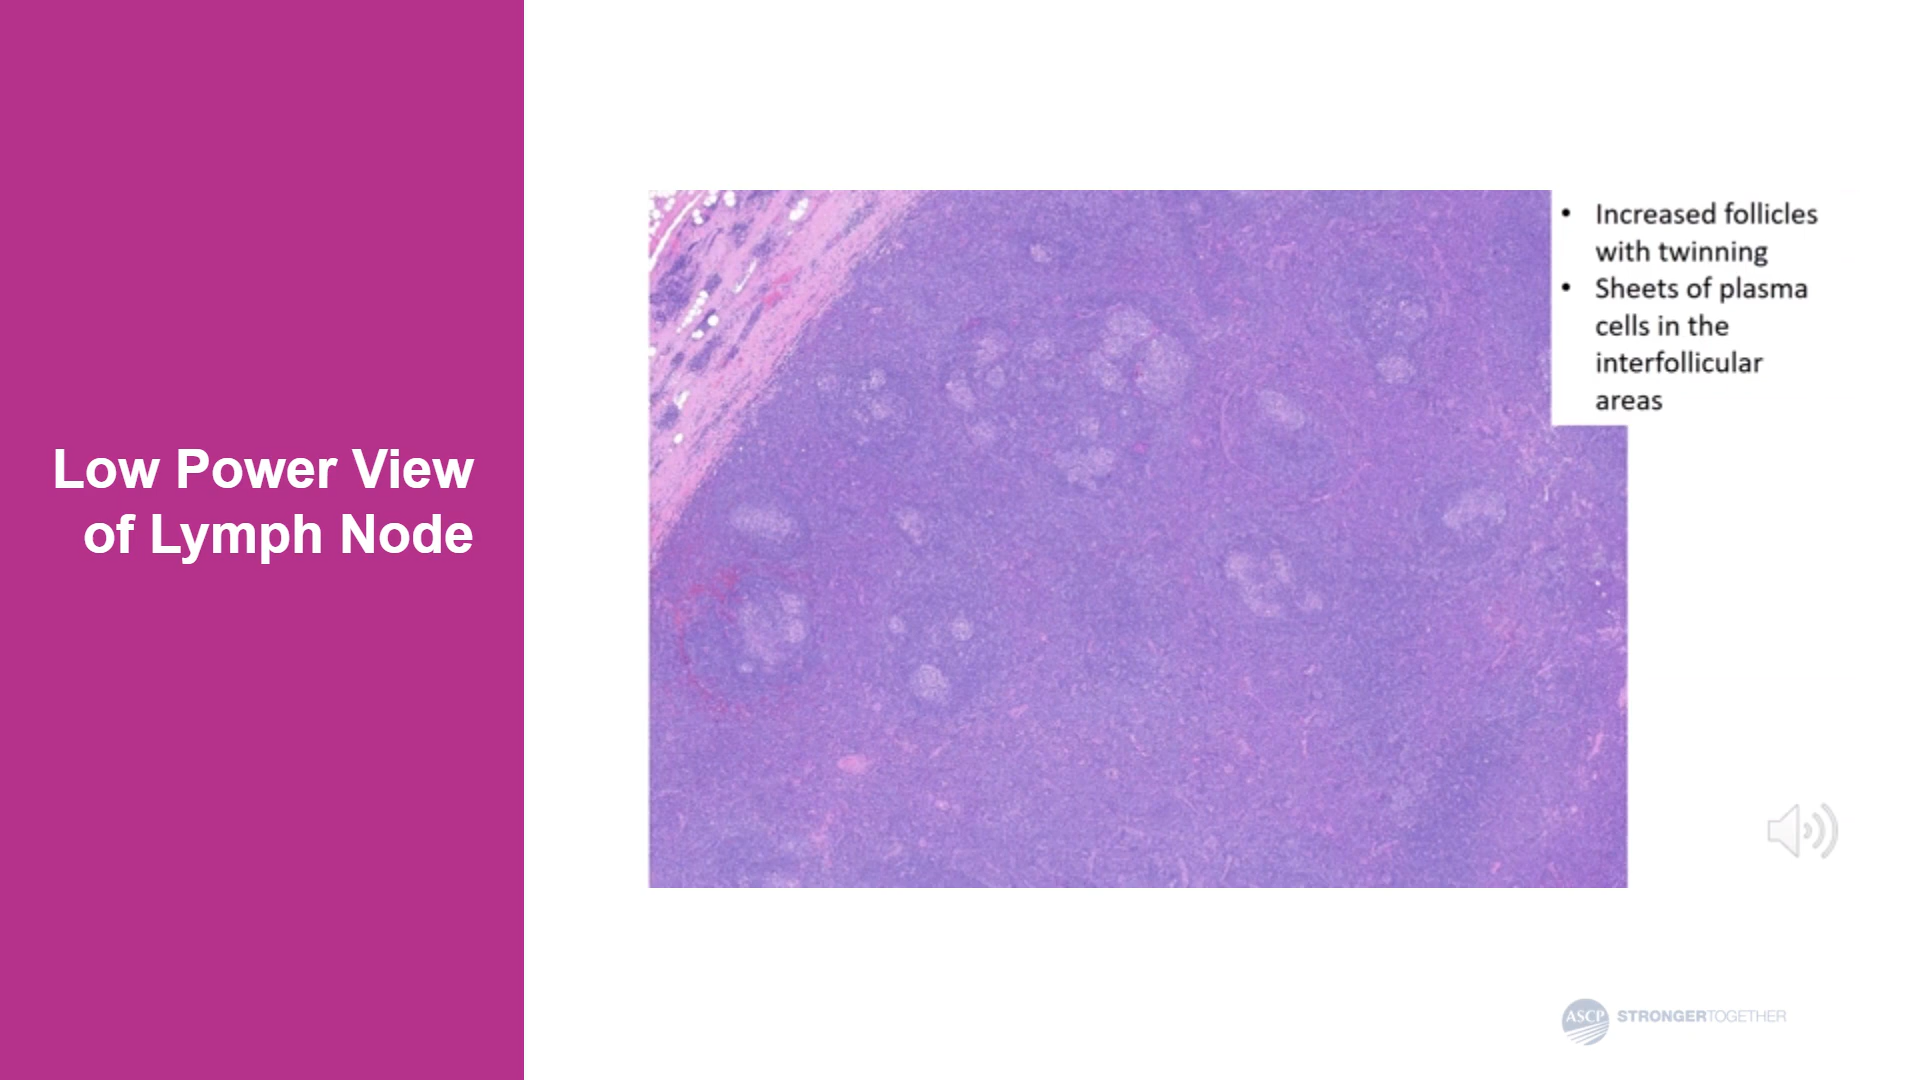 Low Power View
of Lymph Node
• Increased follicles
with twinning
• Sheets of plasma
cells in the
interfollicular
areas
ASCP STRONGERTOGETHER